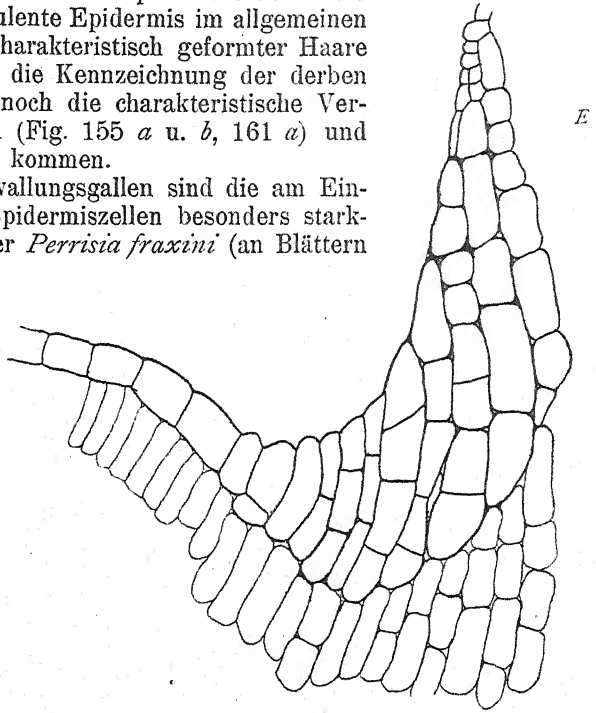 ulente Epidermis im allgemeinen
harakteristisch geformter Haare
die Kennzeichnung der derben
noch die charakteristische Ver-
(Fig. 155 a u. b, 161 a) und
kommen.
vallungsgallen sind die am Ein-
pidermiszellen besonders stark-
er Perrisia fraxini (an Blättern
E